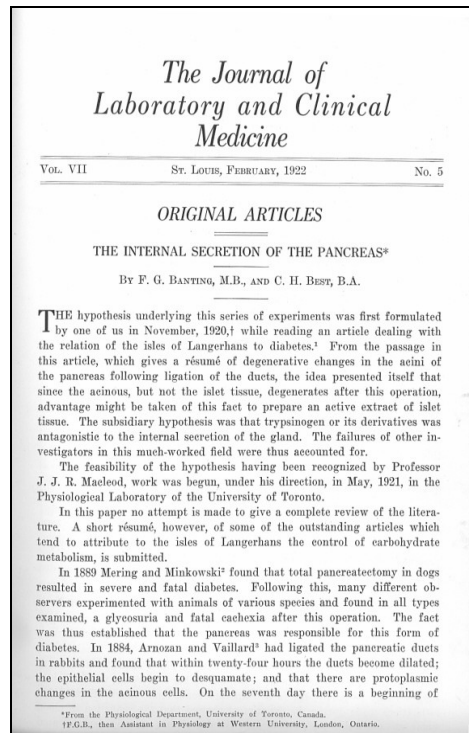 The Journal of
Laboratory and Clinical
Medicine
VOL. VII ST. LOUIS, FEBRUARY, 1922 No. 5
ORIGINAL ARTICLES
THE INTERNAL SECRETION OF THE PANCREAS*
BY F. G. BANTING, M.B., AND C. H. BEST, B.A.
THE hypothesis underlying this series of experiments was first formulated
by one of us in November, 1920,† while reading an article dealing with
the relation of the isles of Langerhans to diabetes.¹ From the passage in
this article, which gives a résumé of degenerative changes in the acini of
the pancreas following ligation of the ducts, the idea presented itself that
since the acinous, but not the islet tissue, degenerates after this operation,
advantage might be taken of this fact to prepare an active extract of islet
tissue. The subsidiary hypothesis was that trypsinogen or its derivatives was
antagonistic to the internal secretion of the gland. The failures of other in-
vestigators in this much-worked field were thus accounted for.
The feasibility of the hypothesis having been recognized by Professor
J. J. R. Macleod, work was begun, under his direction, in May, 1921, in the
Physiological Laboratory of the University of Toronto.
In this paper no attempt is made to give a complete review of the litera-
ture. A short résumé, however, of some of the outstanding articles which
tend to attribute to the isles of Langerhans the control of carbohydrate
metabolism, is submitted.
In 1889 Mering and Minkowski² found that total pancreatectomy in dogs
resulted in severe and fatal diabetes. Following this, many different ob-
servers experimented with animals of various species and found in all types
examined, a glycosuria and fatal cachexia after this operation. The fact
was thus established that the pancreas was responsible for this form of
diabetes. In 1884, Arnozan and Vaillard³ had ligated the pancreatic ducts
in rabbits and found that within twenty-four hours the ducts become dilated;
the epithelial cells begin to desquamate; and that there are protoplasmic
changes in the acinous cells. On the seventh day there is a beginning of
*From the Physiological Department, University of Toronto, Canada.
†F.G.B., then Assistant in Physiology at Western University, London, Ontario.